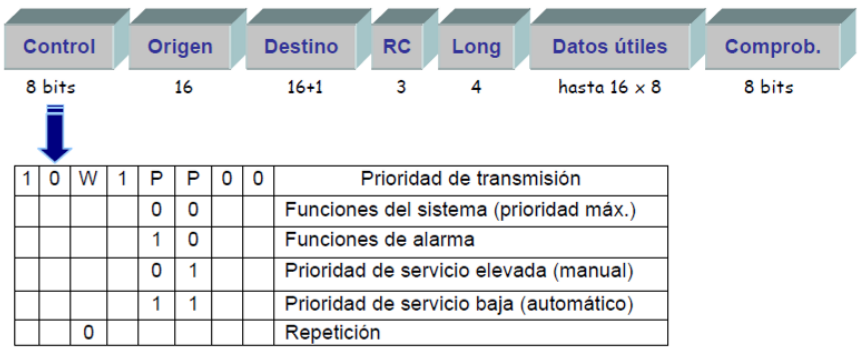 Control Origen Destino RC Long Datos útiles Comprob.
8 bits 16 16+1 3 4 hasta 16 x 8 8 bits
1 0 W 1 P P 0 0 Prioridad de transmisión
0 0 Funciones del sistema (prioridad máx.)
1 0 Funciones de alarma
0 1 Prioridad de servicio elevada (manual)
1 1 Prioridad de servicio baja (automático)
0 Repetición